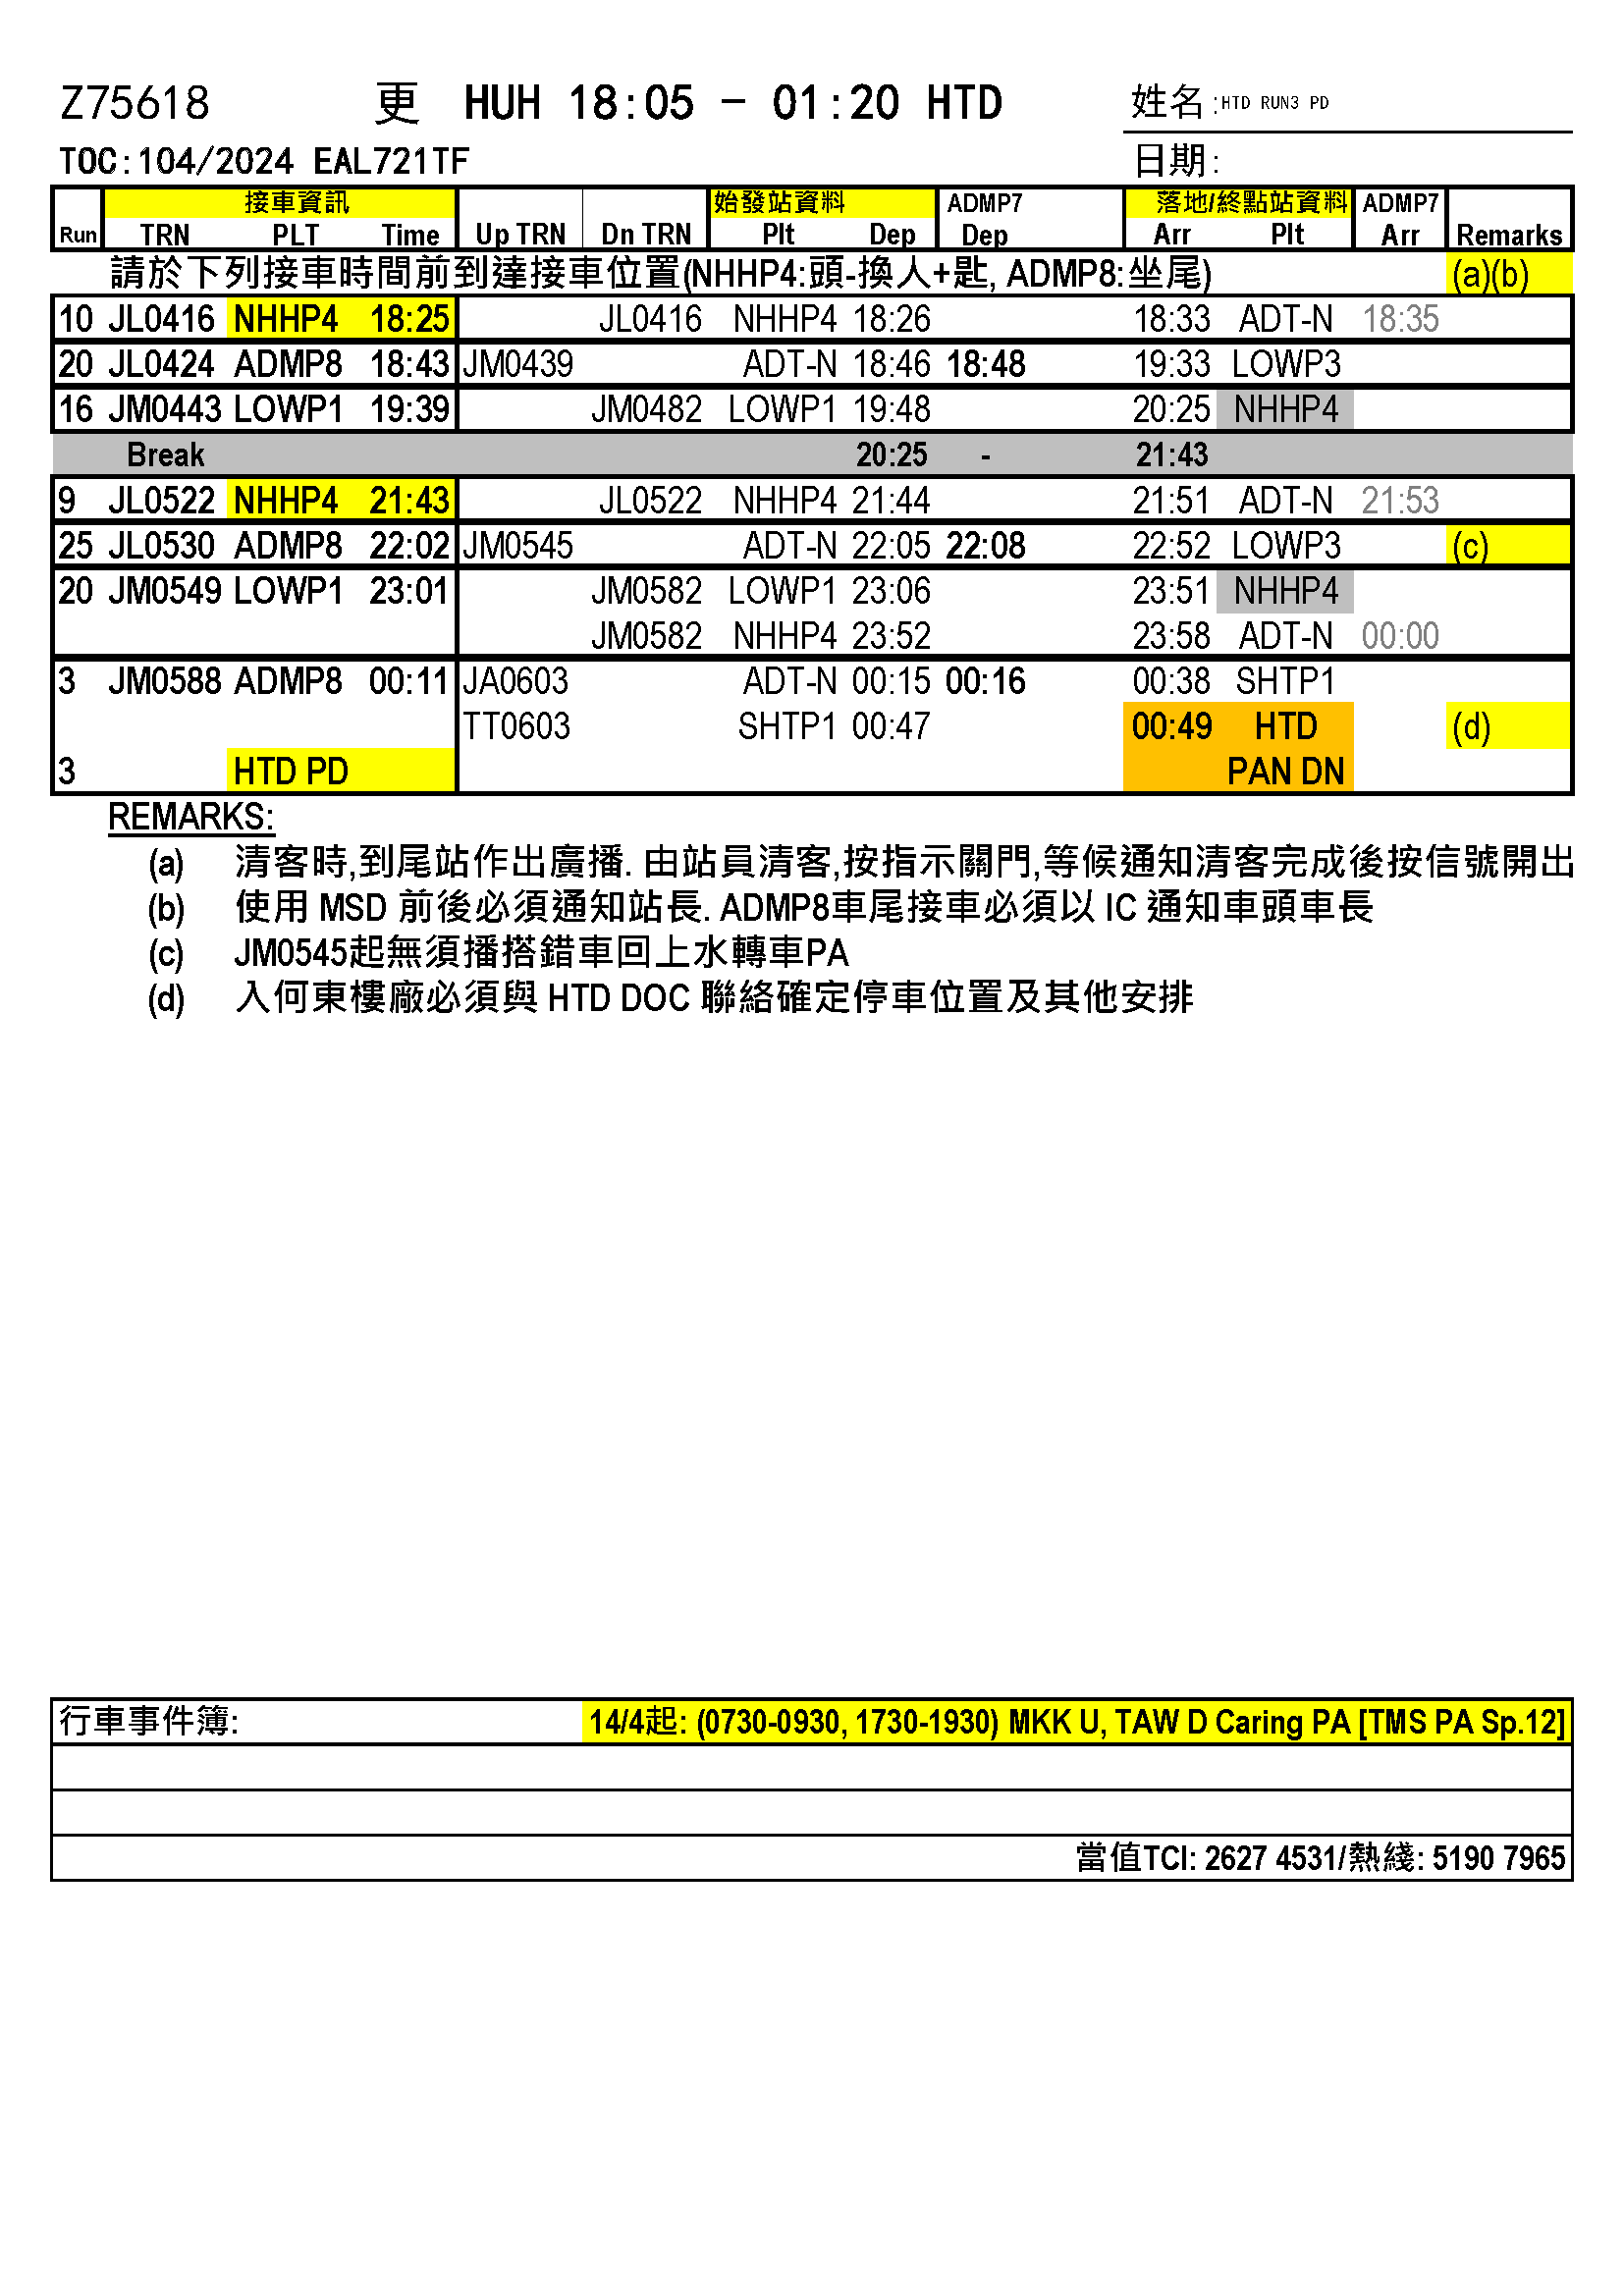 Z75618 更 HUH 18:05 - 01:20 HTD 姓名:HTD RUN3 PD
TOC:104/2024 EAL721TF 日期:
接車資訊 始發站資料 ADMP7 落地/終點站資料 ADMP7
Run TRN PLT Time Up TRN Dn TRN Plt Dep Dep Arr Plt Arr Remarks
請於下列接車時間前到達接車位置(NHHP4:頭-換人+匙, ADMP8:坐尾) (a)(b)
10 JL0416 NHHP4 18:25 JL0416 NHHP4 18:26 18:33 ADT-N 18:35
20 JL0424 ADMP8 18:43 JM0439 ADT-N 18:46 18:48 19:33 LOWP3
16 JM0443 LOWP1 19:39 JM0482 LOWP1 19:48 20:25 NHHP4
Break 20:25 - 21:43
9 JL0522 NHHP4 21:43 JL0522 NHHP4 21:44 21:51 ADT-N 21:53
25 JL0530 ADMP8 22:02 JM0545 ADT-N 22:05 22:08 22:52 LOWP3 (c)
20 JM0549 LOWP1 23:01 JM0582 LOWP1 23:06 23:51 NHHP4
JM0582 NHHP4 23:52 23:58 ADT-N 00:00
3 JM0588 ADMP8 00:11 JA0603 ADT-N 00:15 00:16 00:38 SHTP1
TT0603 SHTP1 00:47 00:49 HTD (d)
3 HTD PD PAN DN
REMARKS:
(a) 清客時,到尾站作出廣播. 由站員清客,按指示關門,等候通知清客完成後按信號開出
(b) 使用 MSD 前後必須通知站長. ADMP8車尾接車必須以 IC 通知車頭車長
(c) JM0545起無須播搭錯車回上水轉車PA
(d) 入何東樓廠必須與 HTD DOC 聯絡確定停車位置及其他安排
行車事件簿: 14/4起: (0730-0930, 1730-1930) MKK U, TAW D Caring PA [TMS PA Sp.12]
當值TCI: 2627 4531/熱綫: 5190 7965